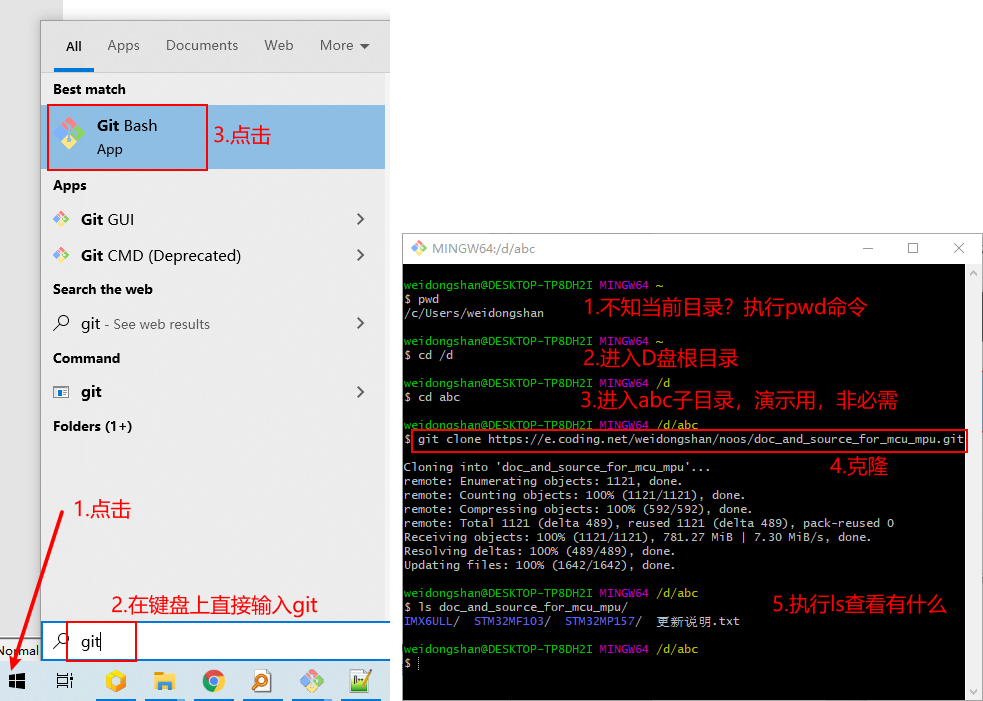 All Apps Documents Web More
Best match
Git Bash
App
3.点击
Apps
Git GUI
Git CMD (Deprecated)
Search the web
git - See web results
Command
git
Folders (1+)
1.点击
2.在键盘上直接输入git
git
Normal
MINGW64:/d/abc
weidongshan@DESKTOP-TP8DH2I MINGW64 ~
$ pwd
/c/Users/weidongshan
1.不知当前目录？执行pwd命令
weidongshan@DESKTOP-TP8DH2I MINGW64 ~
$ cd /d
2.进入D盘根目录
weidongshan@DESKTOP-TP8DH2I MINGW64 /d
$ cd abc
3.进入abc子目录，演示用，非必需
weidongshan@DESKTOP-TP8DH2I MINGW64 /d/abc
$ git clone https://e.coding.net/weidongshan/noos/doc_and_source_for_mcu_mpu.git
4.克隆
Cloning into 'doc_and_source_for_mcu_mpu'...
remote: Enumerating objects: 1121, done.
remote: Counting objects: 100% (1121/1121), done.
remote: Compressing objects: 100% (592/592), done.
remote: Total 1121 (delta 489), reused 1121 (delta 489), pack-reused 0
Receiving objects: 100% (1121/1121), 781.27 MiB | 7.30 MiB/s, done.
Resolving deltas: 100% (489/489), done.
Updating files: 100% (1642/1642), done.
weidongshan@DESKTOP-TP8DH2I MINGW64 /d/abc
$ ls doc_and_source_for_mcu_mpu/
5.执行ls查看有什么
IMX6ULL/ STM32MF103/ STM32MP157/ 更新说明.txt
weidongshan@DESKTOP-TP8DH2I MINGW64 /d/abc
$